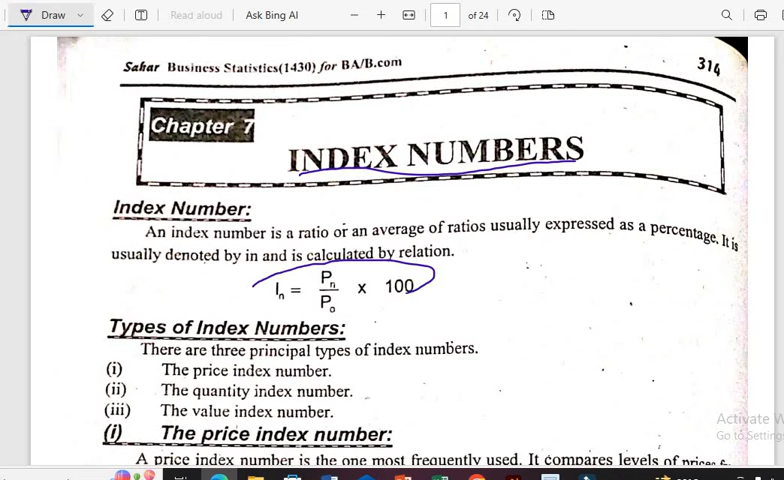 Draw
Read aloud
Ask Bing AI
1
of 24
Sahar Business Statistics(1430) for BA/B.com
314
Chapter 7
INDEX NUMBERS
Index Number:
An index number is a ratio or an average of ratios usually expressed as a percentage. It is
usually denoted by in and is calculated by relation.
Iₙ = Pₙ/Pₒ x 100
Types of Index Numbers:
There are three principal types of index numbers.
(i) The price index number.
(ii) The quantity index number.
(iii) The value index number.
(i) The price index number:
A price index number is the one most frequently used. It compares levels of prices
Activate W
Go to Settings